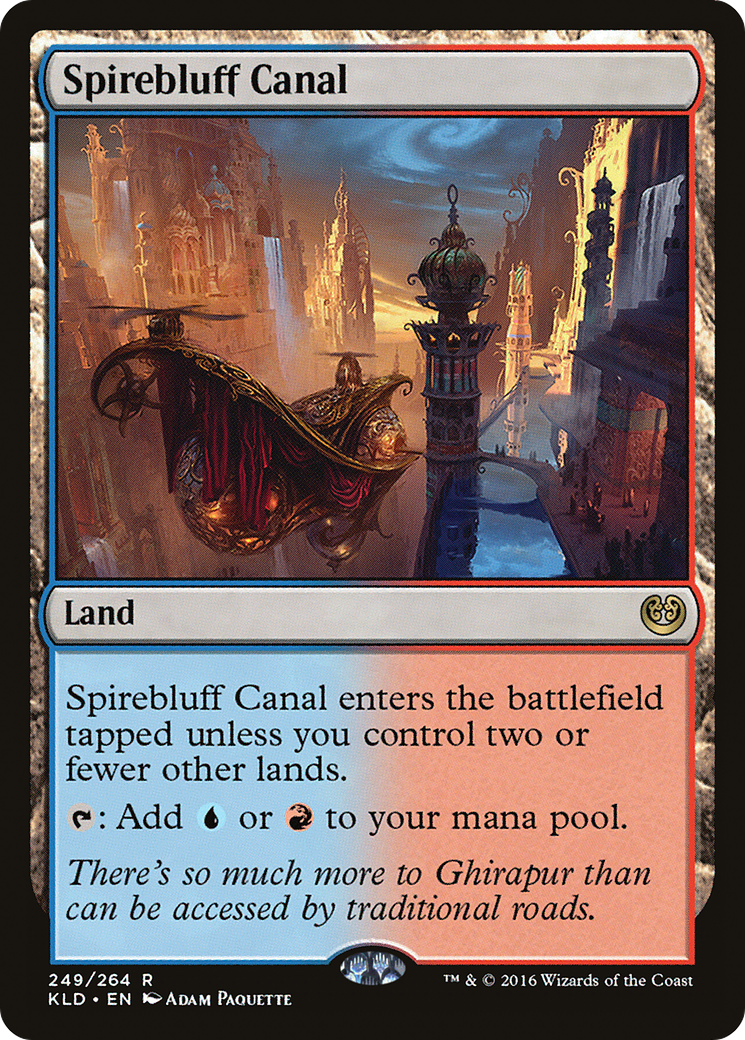 Spirebluff Canal
Land
Spirebluff Canal enters the battlefield
tapped unless you control two or
fewer other lands.
: Add or to your mana pool.
There's so much more to Ghirapur than
can be accessed by traditional roads.
249/264 R
KLD • EN Adam Paquette
™ & © 2016 Wizards of the Coast